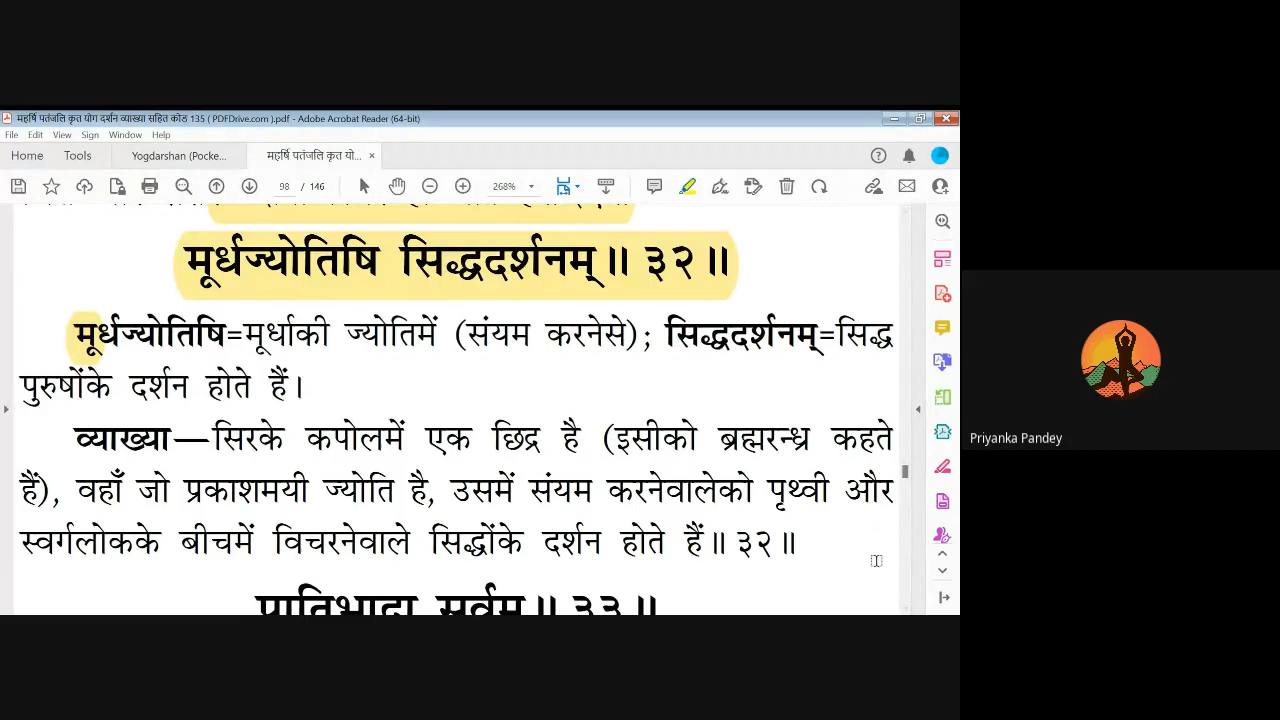 महर्षि पतंजलि कृत योग दर्शन व्याख्या सहित कोठ 135 ( PDFDrive.com ).pdf - Adobe Acrobat Reader (64-bit)
File Edit View Sign Window Help
Home Tools Yogdarshan (Pocke... महर्षि पतंजलि कृत यो... ×
98 / 146 268%
मूर्धज्योतिषि सिद्धदर्शनम्॥ ३२॥
मूर्धज्योतिषि=मूर्धाकी ज्योतिमें (संयम करनेसे); सिद्धदर्शनम्=सिद्ध
पुरुषोंके दर्शन होते हैं।
व्याख्या—सिरके कपोलमें एक छिद्र है (इसीको ब्रह्मरन्ध्र कहते
हैं), वहाँ जो प्रकाशमयी ज्योति है, उसमें संयम करनेवालेको पृथ्वी और
स्वर्गलोकके बीचमें विचरनेवाले सिद्धोंके दर्शन होते हैं॥ ३२॥
प्रातिभाद्वा सर्वम्॥ ३३॥
Priyanka Pandey